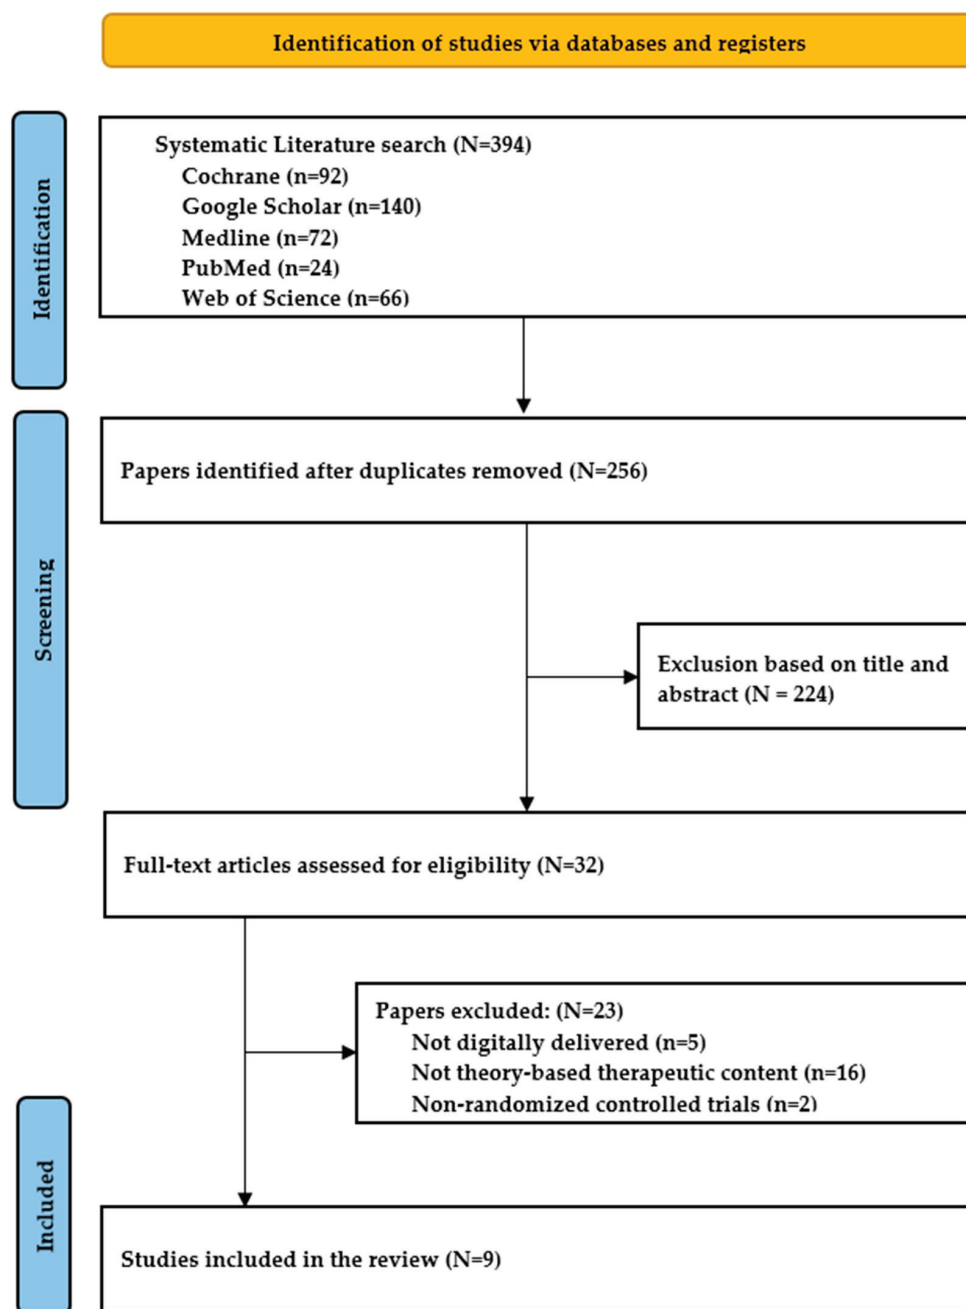 Identification of studies via databases and registers
Identification
Systematic Literature search (N=394)
Cochrane (n=92)
Google Scholar (n=140)
Medline (n=72)
PubMed (n=24)
Web of Science (n=66)
Screening
Papers identified after duplicates removed (N=256)
Exclusion based on title and
abstract (N = 224)
Full-text articles assessed for eligibility (N=32)
Papers excluded: (N=23)
Not digitally delivered (n=5)
Not theory-based therapeutic content (n=16)
Non-randomized controlled trials (n=2)
Included
Studies included in the review (N=9)